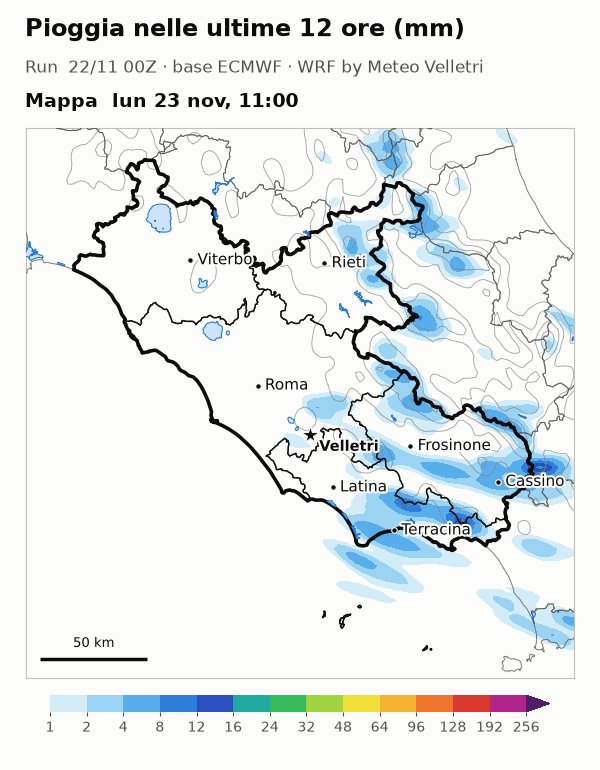 Pioggia nelle ultime 12 ore (mm)
Run  22/11 00Z · base ECMWF · WRF by Meteo Velletri
Mappa  lun 23 nov, 11:00
Viterbo
Rieti
Roma
Velletri
Frosinone
Cassino
Latina
Terracina
50 km
1 2 4 8 12 16 24 32 48 64 96 128 192 256